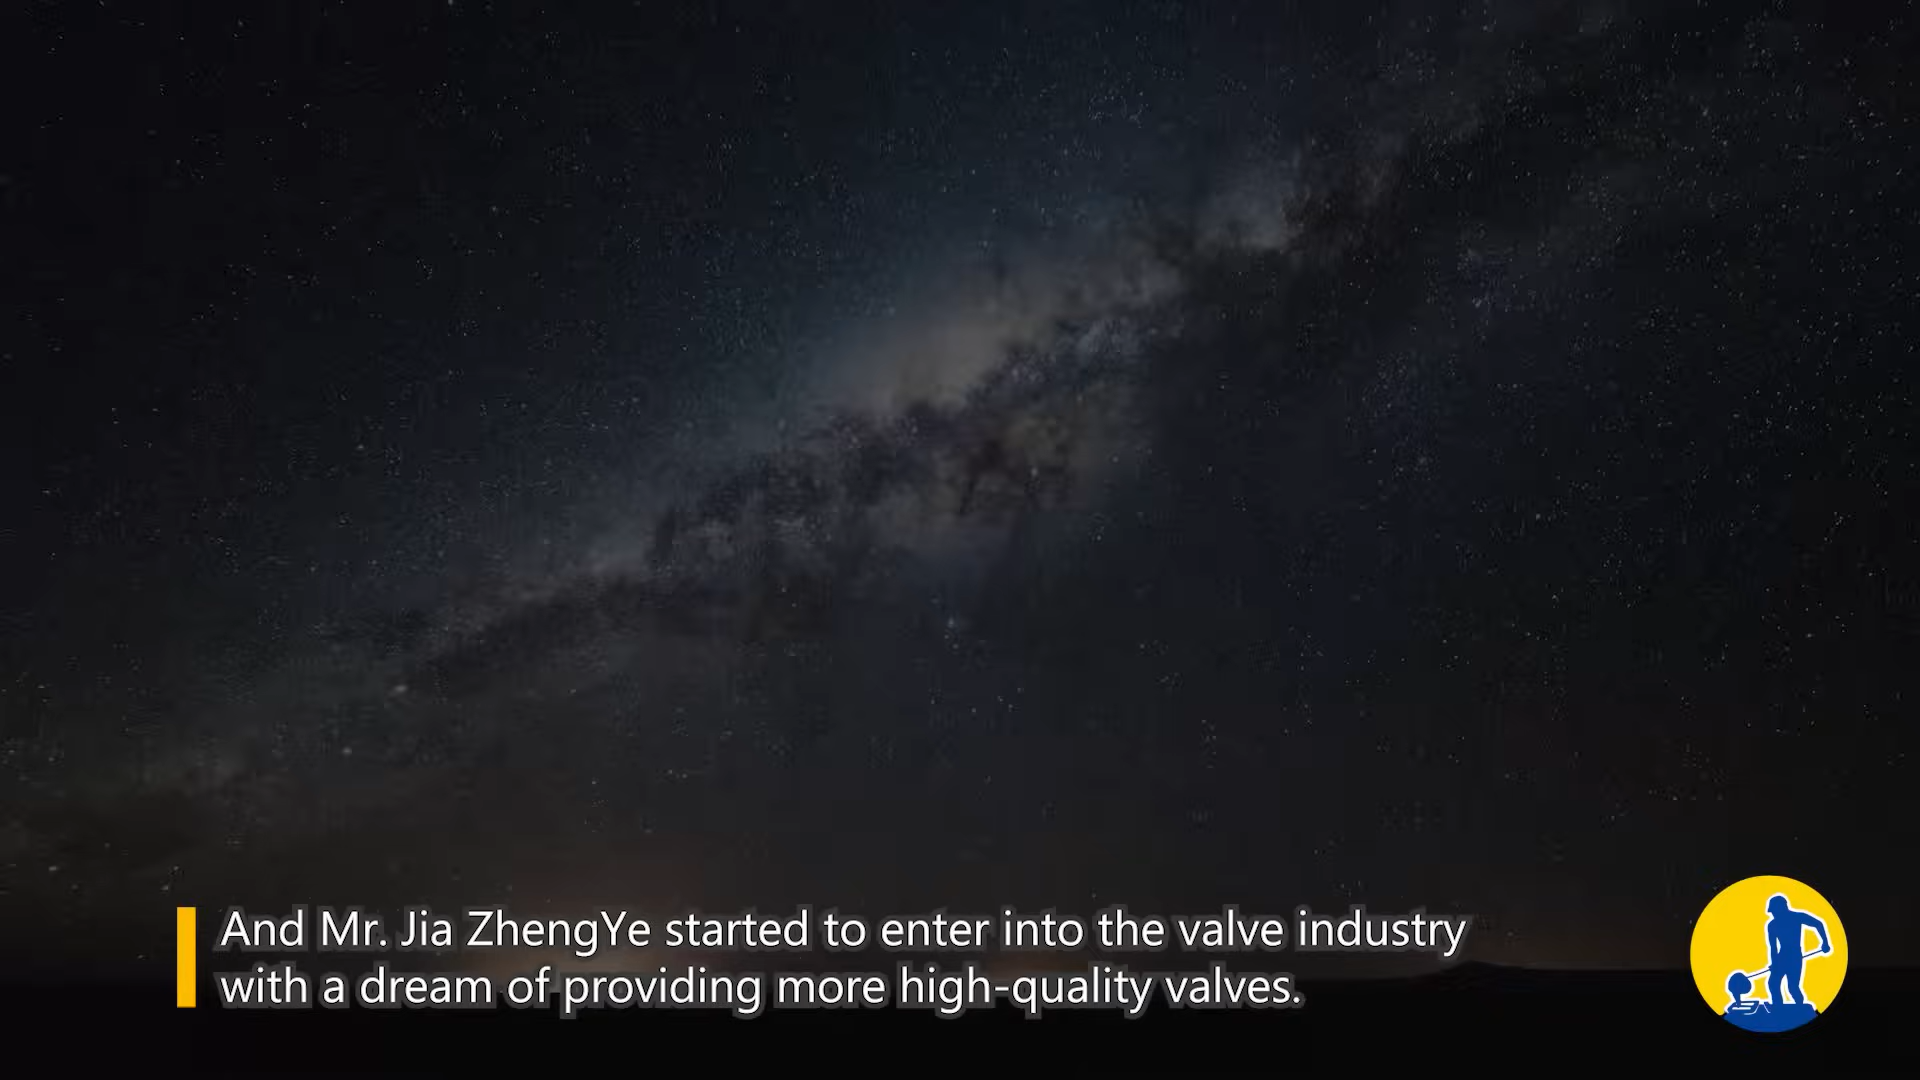 And Mr. Jia ZhengYe started to enter into the valve industry
with a dream of providing more high-quality valves.